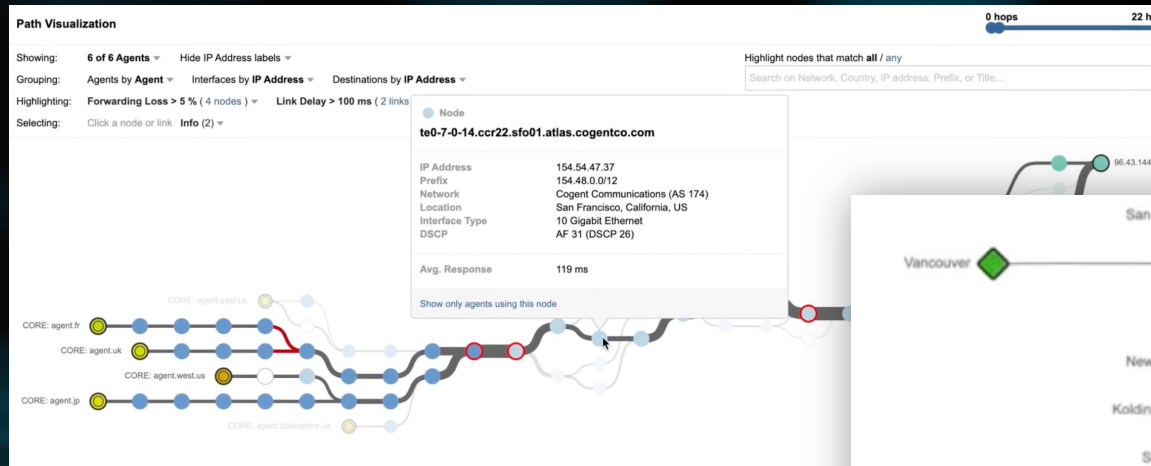 Path Visualization
0 hops
22 h
Showing: 6 of 6 Agents Hide IP Address labels
Grouping: Agents by Agent Interfaces by IP Address Destinations by IP Address
Highlighting: Forwarding Loss > 5 % ( 4 nodes ) Link Delay > 100 ms ( 2 links
Selecting: Click a node or link Info (2)
Highlight nodes that match all / any
Search on Network, Country, IP address, Prefix, or Title...
Node
te0-7-0-14.ccr22.sfo01.atlas.cogentco.com
IP Address 154.54.47.37
Prefix 154.48.0.0/12
Network Cogent Communications (AS 174)
Location San Francisco, California, US
Interface Type 10 Gigabit Ethernet
DSCP AF 31 (DSCP 26)
Avg. Response 119 ms
Show only agents using this node
96.43.144
San
Vancouver
New
Koldin
S
CORE: agent.east.us
CORE: agent.fr
CORE: agent.uk
CORE: agent.west.us
CORE: agent.jp
CORE: agent.datacentre.us